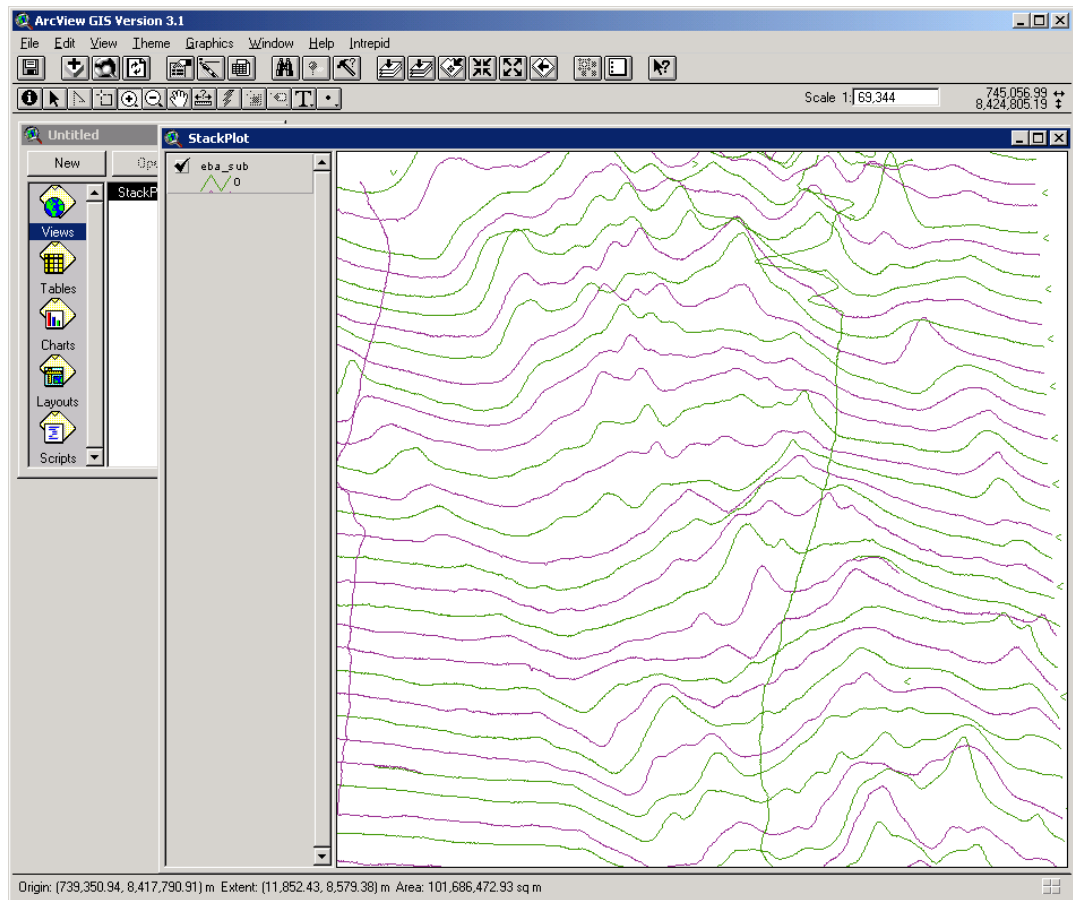 ArcView GIS Version 3.1
File Edit View Theme Graphics Window Help Intrepid
Scale 1: 69,344
745,056.99
8,424,805.19
Untitled
New
StackPlot
eba_sub
0
Views
Tables
Charts
Layouts
Scripts
Origin: (739,350.94, 8,417,790.91) m Extent: (11,852.43, 8,579.38) m Area: 101,686,472.93 sq m